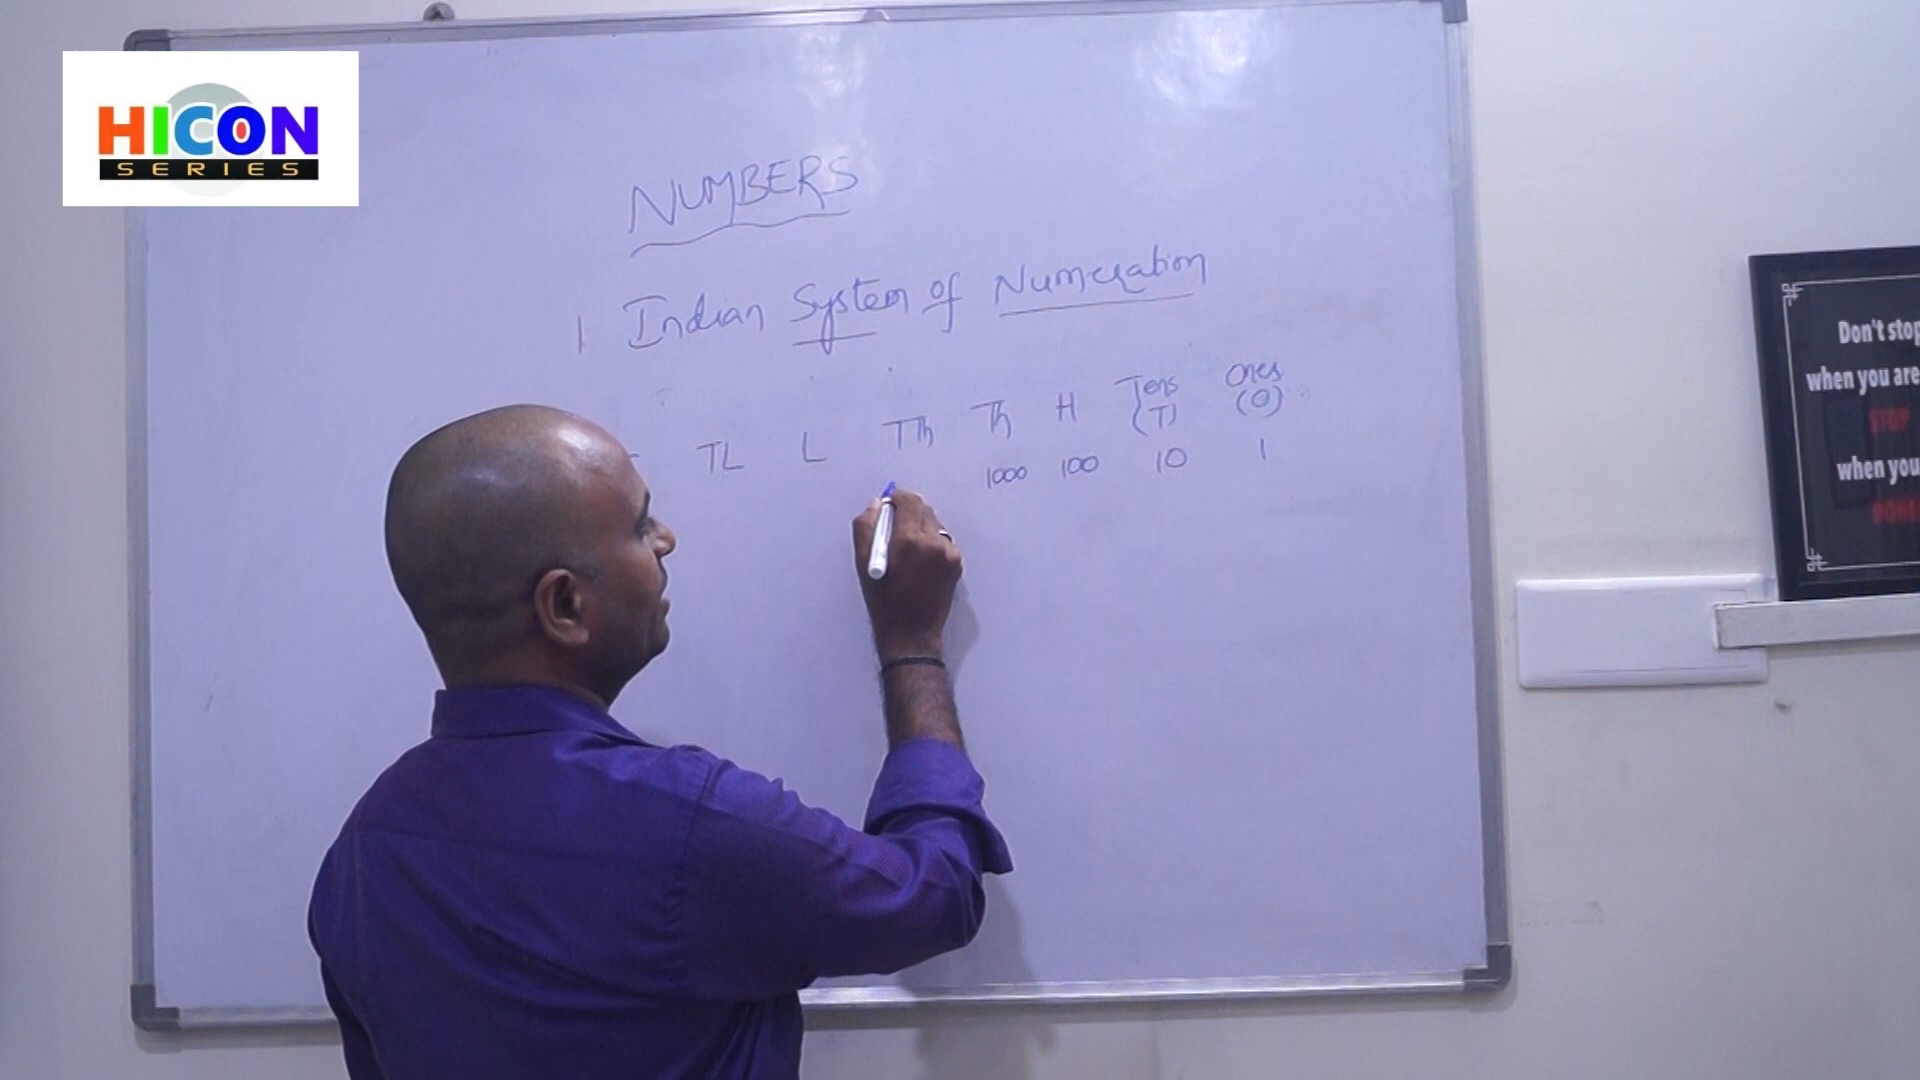 HICON
SERIES
NUMBERS
1 Indian System of Numeration
TL L TTh Th H Tens (T) Ones (O)
1000 100 10 1
Don't stop
when you are
STOP
when you
DONE